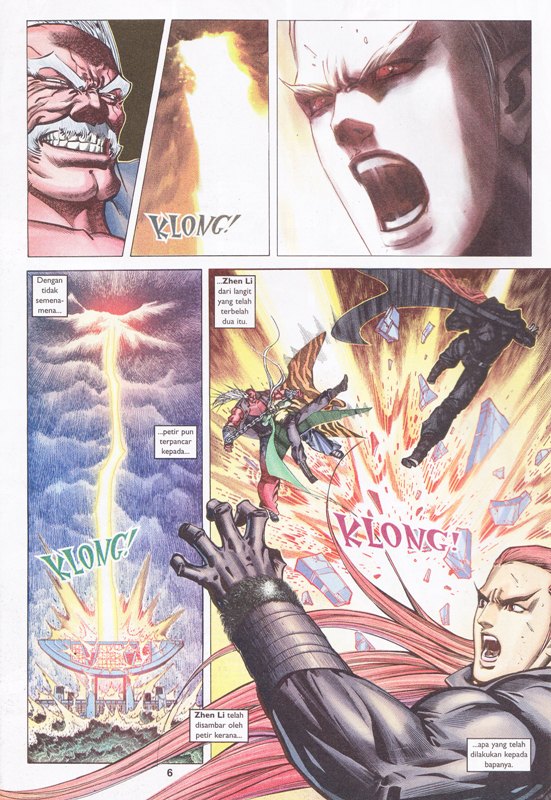 KLONG!
Dengan
tidak
semena-
mena...
...petir pun
terpancar
kepada...
KLONG!
...Zhen Li
dari langit
yang telah
terbelah
dua itu.
KLONG!
Zhen Li telah
disambar oleh
petir kerana...
...apa yang telah
dilakukan kepada
bapanya.
6